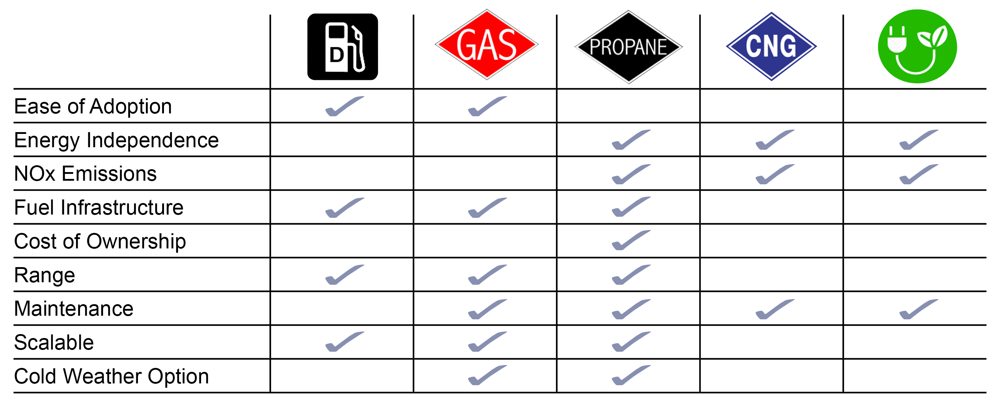 D
GAS
PROPANE
CNG
Ease of Adoption
Energy Independence
NOx Emissions
Fuel Infrastructure
Cost of Ownership
Range
Maintenance
Scalable
Cold Weather Option